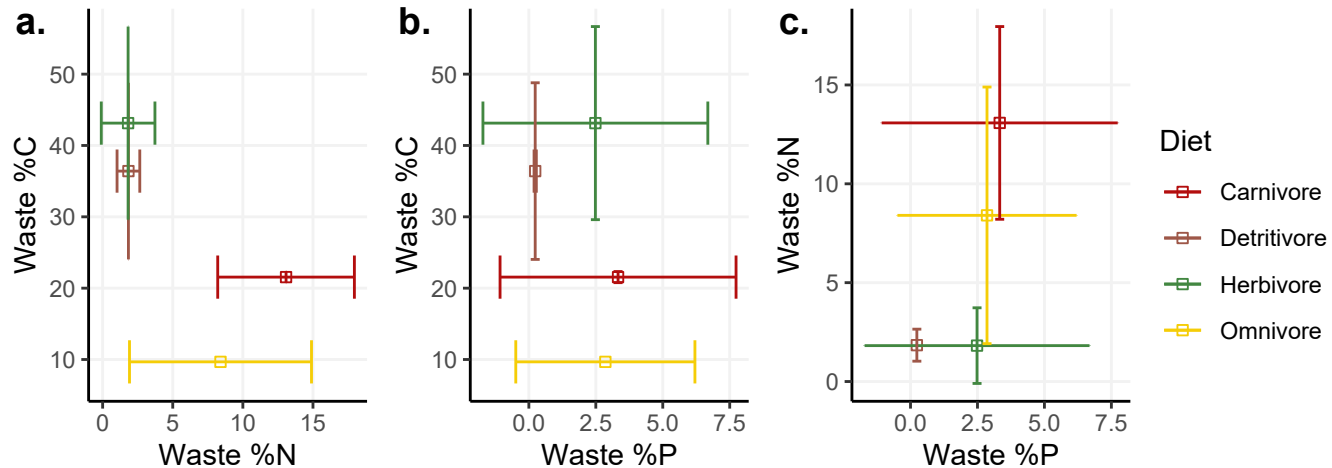 a.
Waste %C
50
40
30
20
10
0
5
10
15
Waste %N
b.
Waste %C
50
40
30
20
10
0.0
2.5
5.0
7.5
Waste %P
c.
Waste %N
15
10
5
0
0.0
2.5
5.0
7.5
Waste %P
Diet
Carnivore
Detritivore
Herbivore
Omnivore